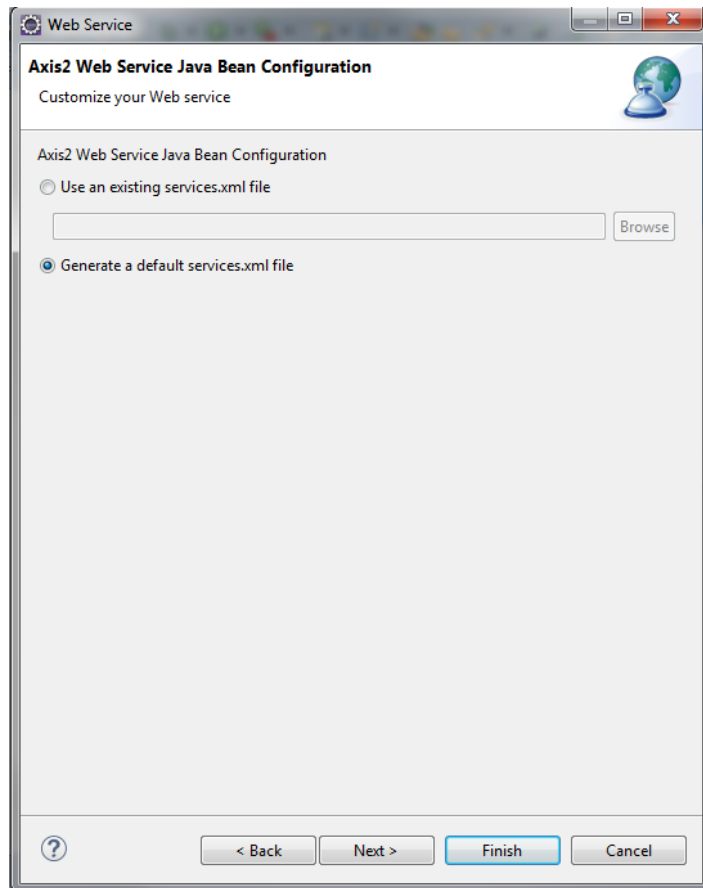 Web Service
Axis2 Web Service Java Bean Configuration
Customize your Web service
Axis2 Web Service Java Bean Configuration
Use an existing services.xml file
Browse
Generate a default services.xml file
? < Back Next > Finish Cancel